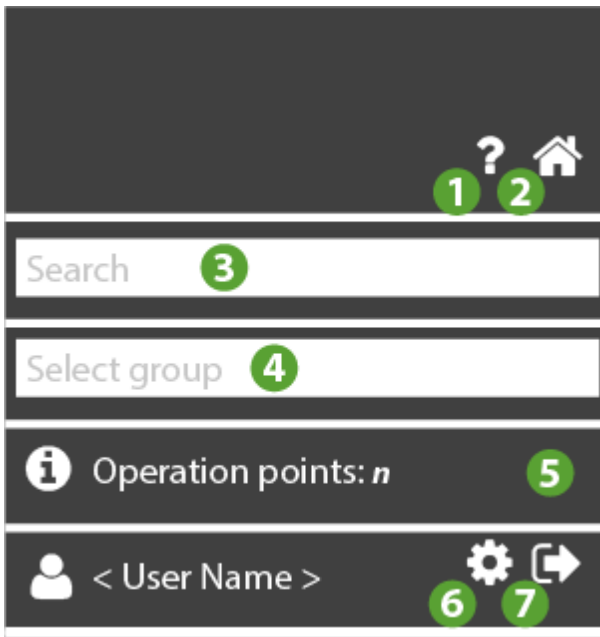 ?
1 2
Search 3
Select group 4
i Operation points: n 5
< User Name >
6 7